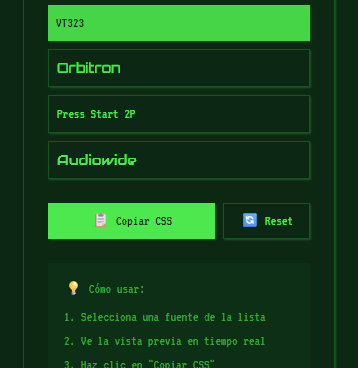 VT323
Orbitron
Press Start 2P
Audiowide
📋 Copiar CSS
🔄 Reset
💡 Cómo usar:
1. Selecciona una fuente de la lista
2. Ve la vista previa en tiempo real
3. Haz clic en "Copiar CSS"